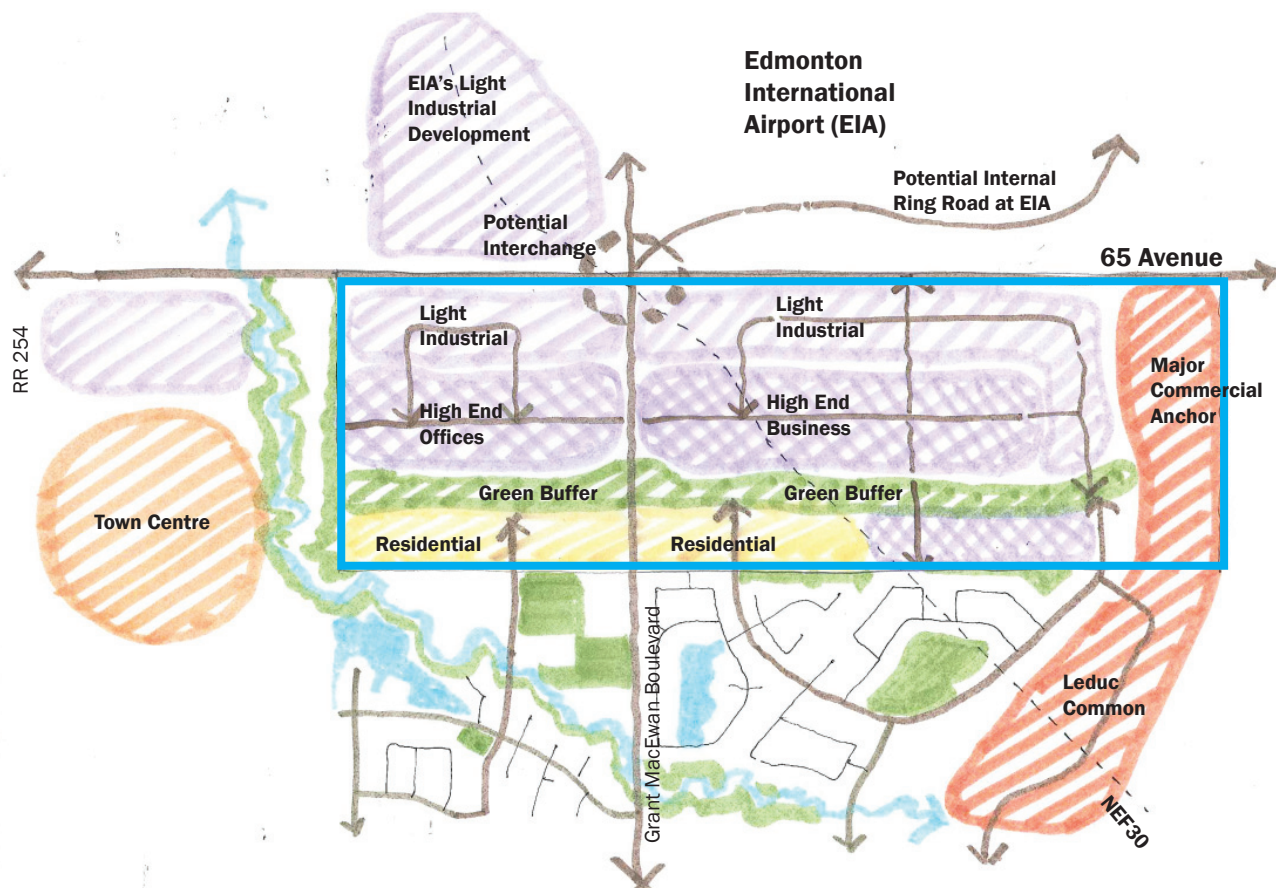 Edmonton
International
Airport (EIA)
EIA's Light
Industrial
Development
Potential Internal
Ring Road at EIA
Potential
Interchange
65 Avenue
RR 254
Light
Industrial
Light
Industrial
Major
Commercial
Anchor
High End
Offices
High End
Business
Green Buffer
Green Buffer
Town Centre
Residential
Residential
Grant MacEwan Boulevard
Leduc
Common
NEF30